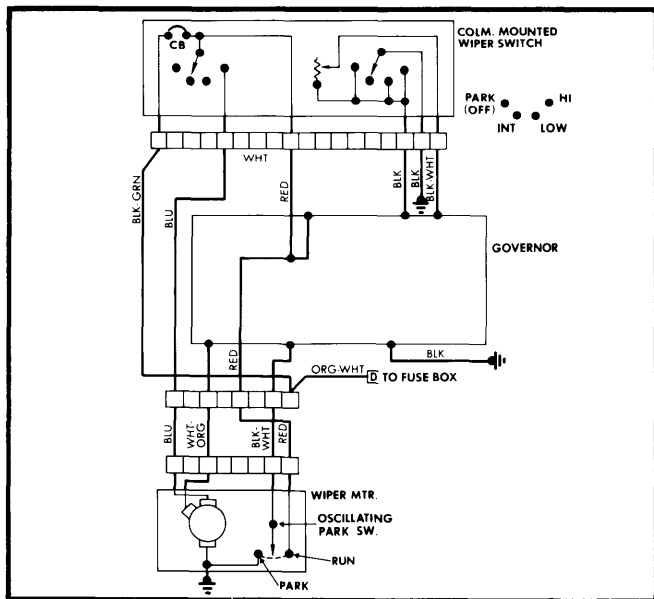 COLM. MOUNTED
WIPER SWITCH
CB
PARK
(OFF)
HI
INT
LOW
WHT
BLK-GRN
BLU
RED
BLK
BLK
BLK-WHT
GOVERNOR
RED
BLK
ORG-WHT
D TO FUSE BOX
BLU
WHT-
ORG
BLK-
WHT
RED
WIPER MTR.
OSCILLATING
PARK SW.
RUN
PARK